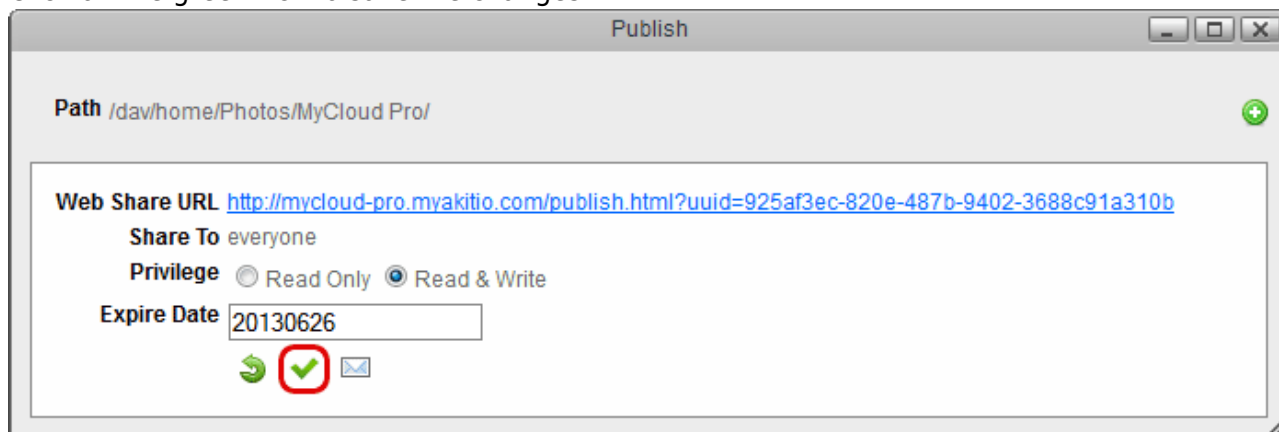 Publish
Path /dav/home/Photos/MyCloud Pro/
Web Share URL http://mycloud-pro.myakitio.com/publish.html?uuid=925af3ec-820e-487b-9402-3688c91a310b
Share To everyone
Privilege Read Only Read & Write
Expire Date 20130626